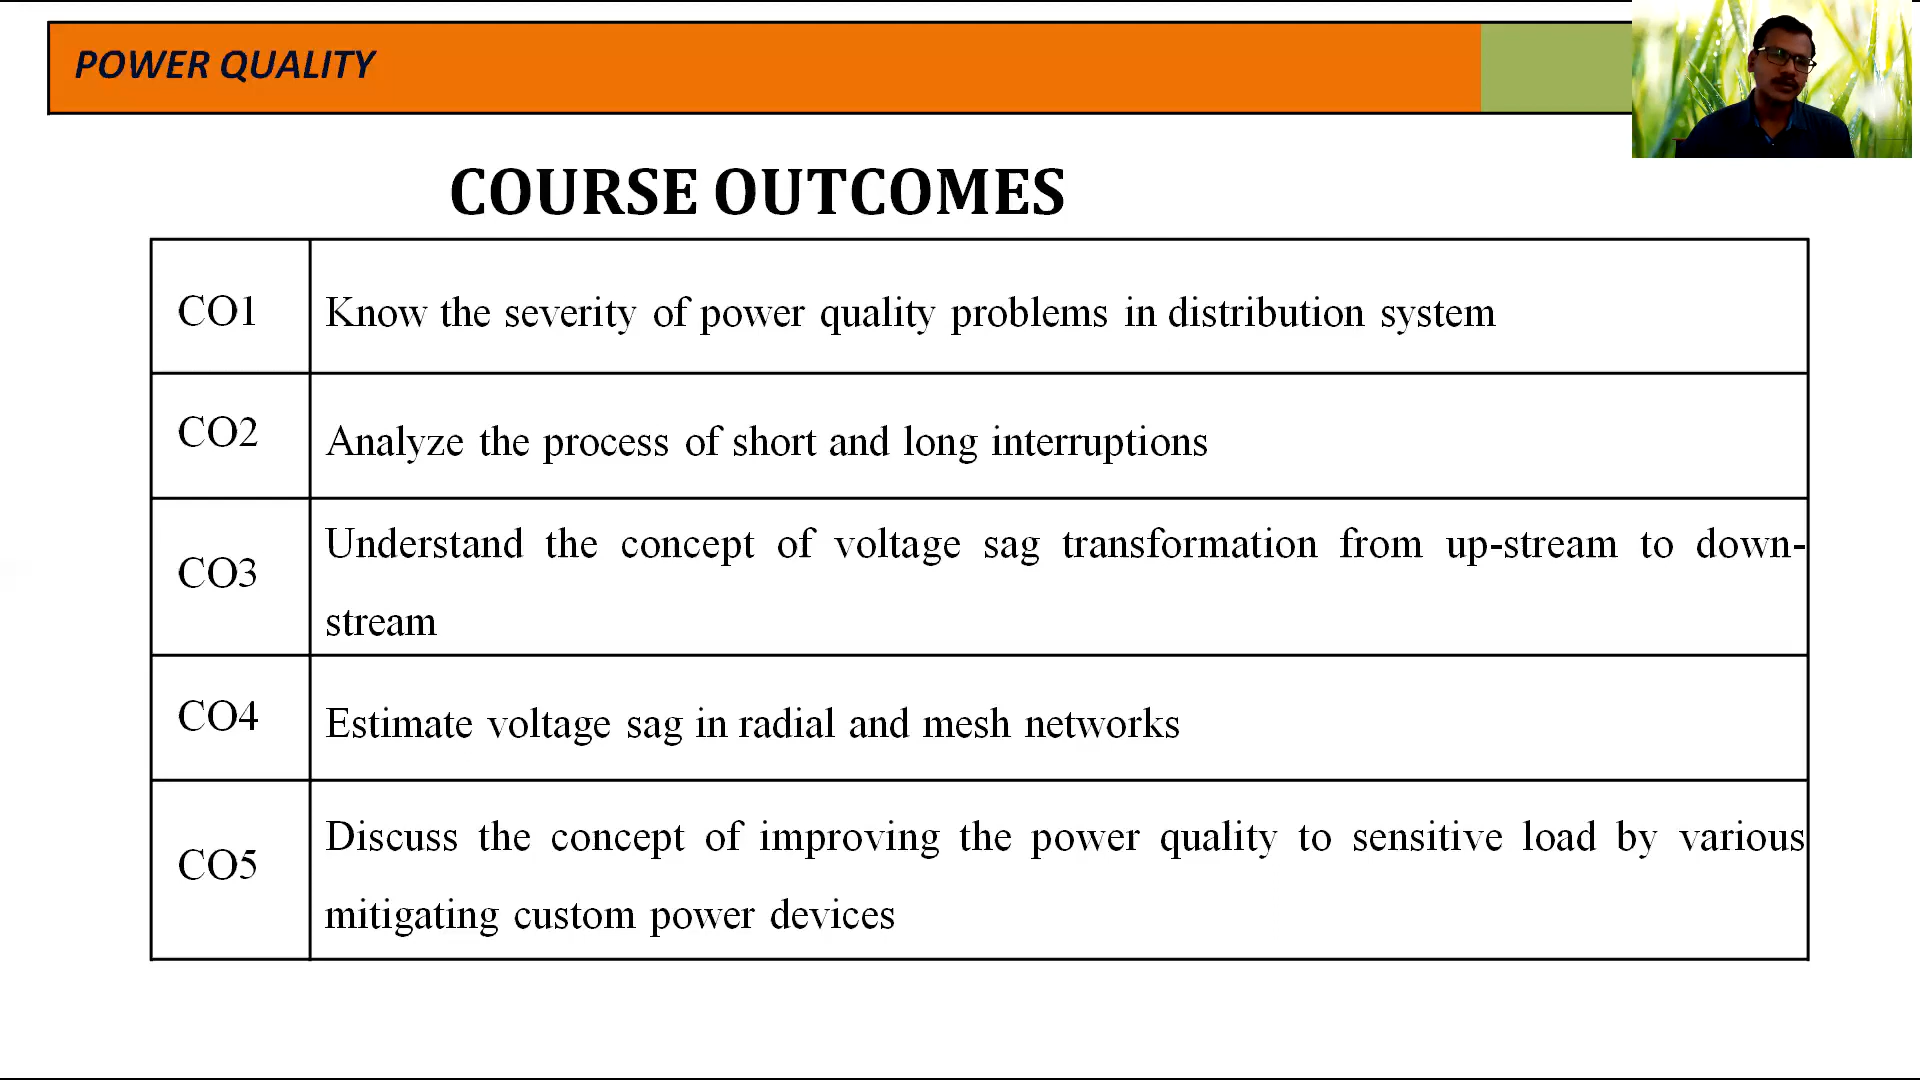 POWER QUALITY
COURSE OUTCOMES
CO1
Know the severity of power quality problems in distribution system
CO2
Analyze the process of short and long interruptions
CO3
Understand the concept of voltage sag transformation from up-stream to down-
stream
CO4
Estimate voltage sag in radial and mesh networks
CO5
Discuss the concept of improving the power quality to sensitive load by various
mitigating custom power devices